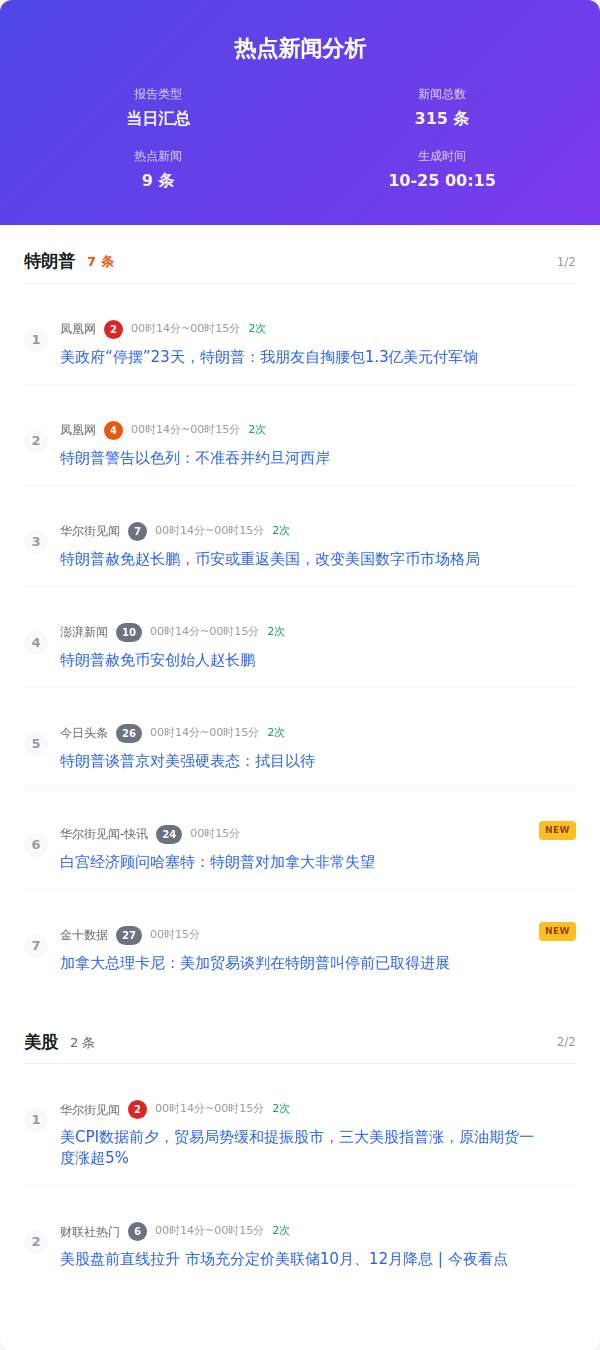 热点新闻分析
报告类型
新闻总数
当日汇总
315 条
热点新闻
生成时间
9 条
10-25 00:15
特朗普 7 条 1/2
1 凤凰网 2 00时14分~00时15分 2次
美政府“停摆”23天，特朗普：我朋友自掏腰包1.3亿美元付军饷
2 凤凰网 4 00时14分~00时15分 2次
特朗普警告以色列：不准吞并约旦河西岸
3 华尔街见闻 7 00时14分~00时15分 2次
特朗普赦免赵长鹏，币安或重返美国，改变美国数字币市场格局
4 澎湃新闻 10 00时14分~00时15分 2次
特朗普赦免币安创始人赵长鹏
5 今日头条 26 00时14分~00时15分 2次
特朗普谈普京对美强硬表态：拭目以待
6 华尔街见闻-快讯 24 00时15分 NEW
白宫经济顾问哈塞特：特朗普对加拿大非常失望
7 金十数据 27 00时15分 NEW
加拿大总理卡尼：美加贸易谈判在特朗普叫停前已取得进展
美股 2 条 2/2
1 华尔街见闻 2 00时14分~00时15分 2次
美CPI数据前夕，贸易局势缓和提振股市，三大美股指普涨，原油期货一
度涨超5%
2 财联社热门 6 00时14分~00时15分 2次
美股盘前直线拉升 市场充分定价美联储10月、12月降息 | 今夜看点